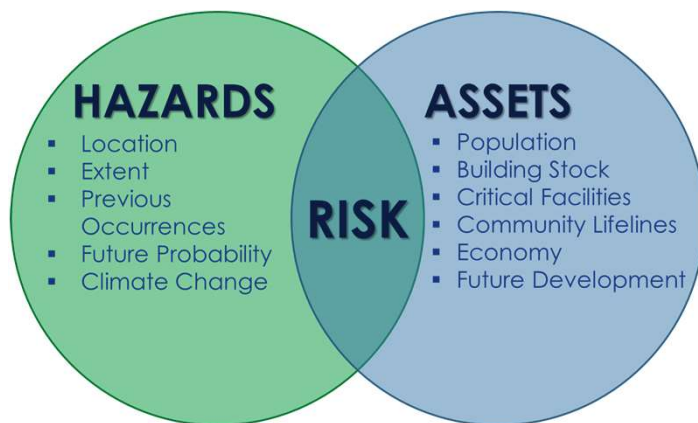 HAZARDS
▪ Location
▪ Extent
▪ Previous
Occurrences
▪ Future Probability
▪ Climate Change
RISK
ASSETS
▪ Population
▪ Building Stock
▪ Critical Facilities
▪ Community Lifelines
▪ Economy
▪ Future Development